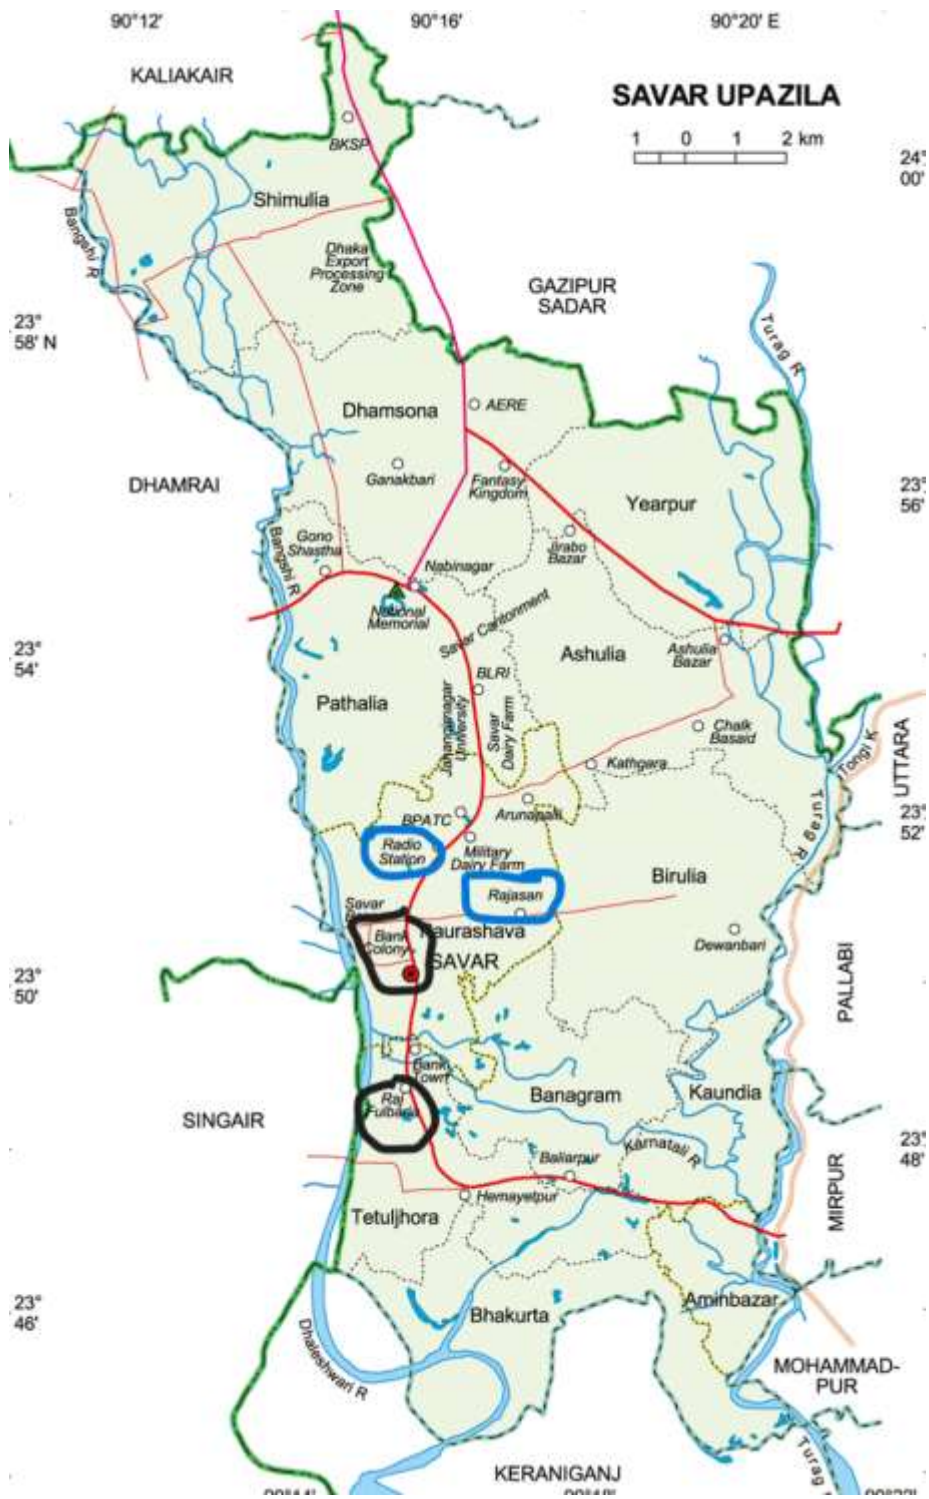 90°12'
90°16'
90°20' E
KALIAKAIR
SAVAR UPAZILA
1 0 1 2 km
BKSP
24°
00'
Shimulia
Bangshi R
Dhaka
Export
Processing
Zone
GAZIPUR
SADAR
23°
58' N
Turag R
Dhamsona
AERE
DHAMRAI
Ganakbari
Fantasy
Kingdom
Yearpur
23°
56'
Gono
Shastha
Bangshi R
Jirabo
Bazar
Nabinagar
National
Memorial
Savar Cantonment
23°
54'
Ashulia
Ashulia
Bazar
BLRI
Pathalia
Jahangirnagar
University
Savar
Dairy Farm
Chalk
Basaid
Kathgara
Tongi K
UTTARA
Turag R
23°
52'
BPATC
Arunapalli
Radio
Station
Military
Dairy Farm
Rajasan
Birulia
Savar
Bank
Colony
Paurashava
SAVAR
Dewanbari
23°
50'
PALLABI
Bank
Town
Raj
Fulbaria
Banagram
Kaundia
SINGAIR
Karnatali R
23°
48'
Baliarpur
Hemayetpur
MIRPUR
Tetuljhora
23°
46'
Aminbazar
Bhakurta
Dhaleshwari R
MOHAMMAD-
PUR
KERANIGANJ
Turag